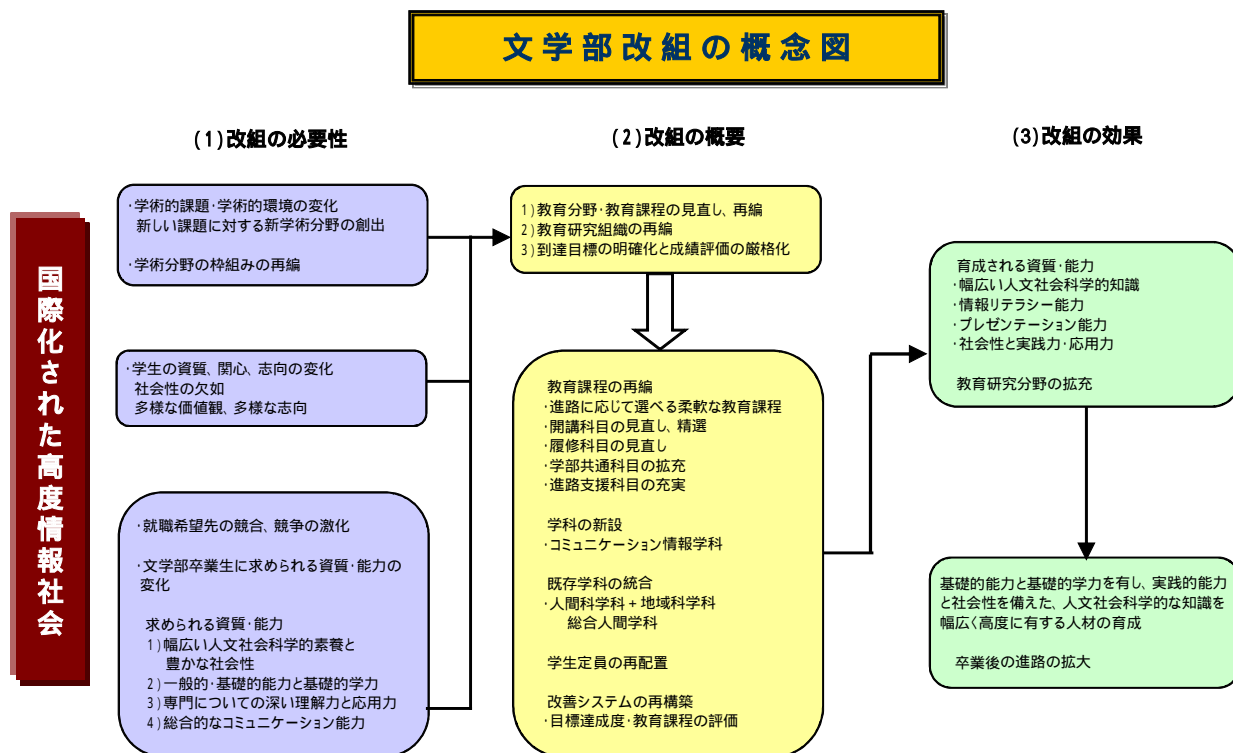 文学部改組の概念図
(1)改組の必要性
(2)改組の概要
(3)改組の効果
国際化された高度情報社会
・学術的課題・学術的環境の変化
新しい課題に対する新学術分野の創出
・学術分野の枠組みの再編
・学生の資質、関心、志向の変化
社会性の欠如
多様な価値観、多様な志向
・就職希望先の競合、競争の激化
・文学部卒業生に求められる資質・能力の
変化
求められる資質・能力
1)幅広い人文社会科学的素養と
豊かな社会性
2)一般的・基礎的能力と基礎的学力
3)専門についての深い理解力と応用力
4)総合的なコミュニケーション能力
1)教育分野・教育課程の見直し、再編
2)教育研究組織の再編
3)到達目標の明確化と成績評価の厳格化
教育課程の再編
・進路に応じて選べる柔軟な教育課程
・開講科目の見直し、精選
・履修科目の見直し
・学部共通科目の拡充
・進路支援科目の充実
学科の新設
・コミュニケーション情報学科
既存学科の統合
・人間科学科+地域科学科
総合人間学科
学生定員の再配置
改善システムの再構築
・目標達成度・教育課程の評価
育成される資質・能力
・幅広い人文社会科学的知識
・情報リテラシー能力
・プレゼンテーション能力
・社会性と実践力・応用力
教育研究分野の拡充
基礎的能力と基礎的学力を有し、実践的能力
と社会性を備えた、人文社会科学的な知識を
幅広く高度に有する人材の育成
卒業後の進路の拡大